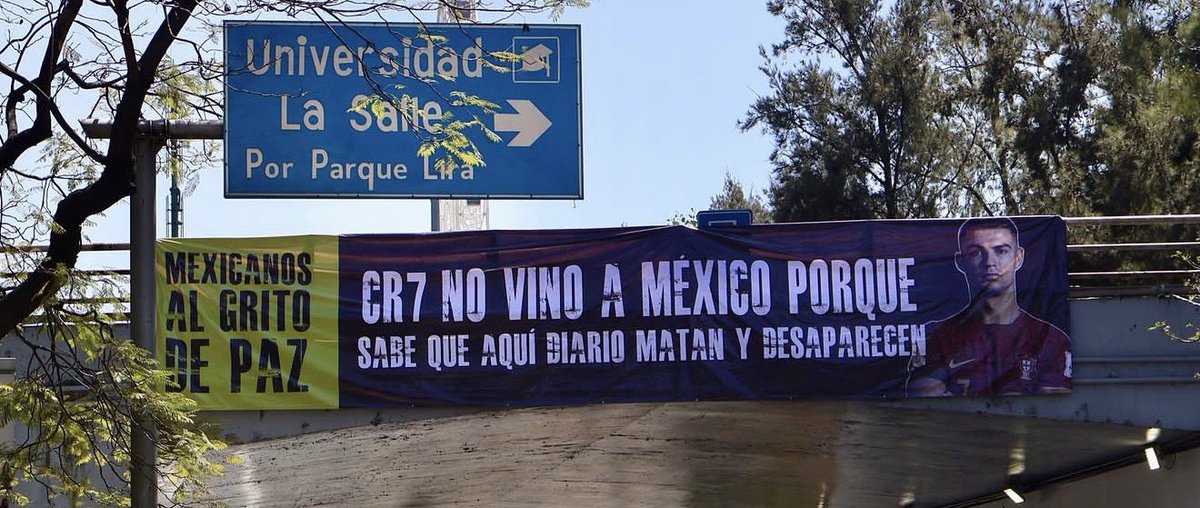 Universidad
La Salle
Por Parque Lira
MEXICANOS
AL GRITO
DE PAZ
CR7 NO VINO A MÉXICO PORQUE
SABE QUE AQUÍ DIARIO MATAN Y DESAPARECEN